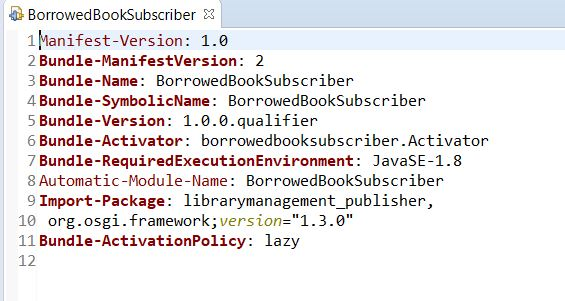 BorrowedBookSubscriber
1 Manifest-Version: 1.0
2 Bundle-ManifestVersion: 2
3 Bundle-Name: BorrowedBookSubscriber
4 Bundle-SymbolicName: BorrowedBookSubscriber
5 Bundle-Version: 1.0.0.qualifier
6 Bundle-Activator: borrowedbooksubscriber.Activator
7 Bundle-RequiredExecutionEnvironment: JavaSE-1.8
8 Automatic-Module-Name: BorrowedBookSubscriber
9 Import-Package: librarymanagement_publisher,
10  org.osgi.framework;version="1.3.0"
11 Bundle-ActivationPolicy: lazy
12